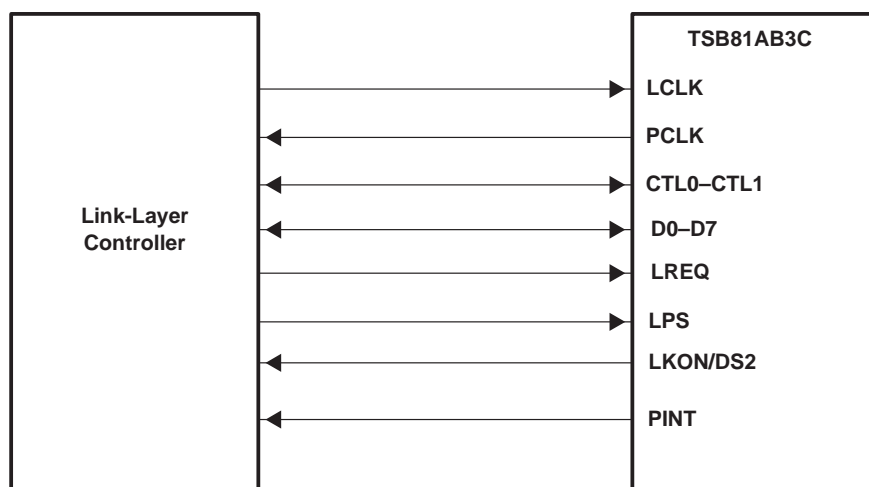 TSB81AB3C
LCLK
PCLK
CTL0–CTL1
Link-Layer
Controller
D0–D7
LREQ
LPS
LKON/DS2
PINT